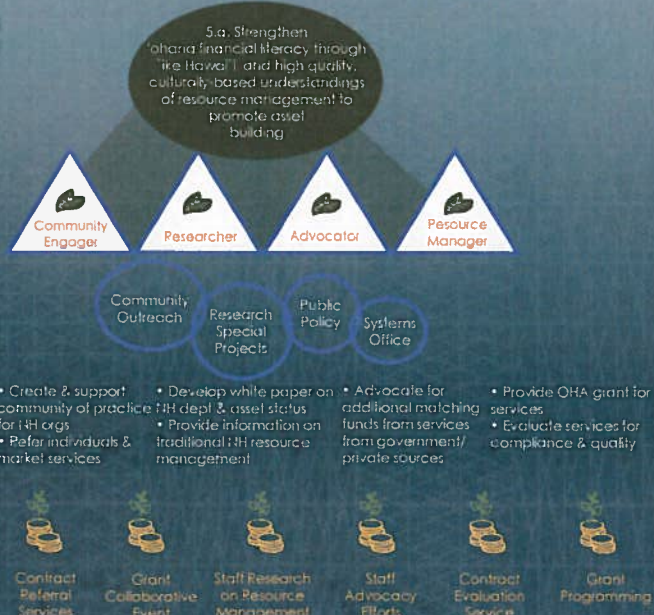 5.a. Strengthen
'ohana financial literacy through
'ike Hawai'i and high quality,
culturally-based understandings
of resource management to
promote asset
building
Community
Engager
Researcher
Advocator
Resource
Manager
Community
Outreach
Research
Special
Projects
Public
Policy
Systems
Office
• Create & support
community of practice
for NH orgs
• Refer individuals &
market services
• Develop white paper on
NH debt & asset status
• Provide information on
traditional NH resource
management
• Advocate for
additional matching
funds from services
from government/
private sources
• Provide OHA grant for
services
• Evaluate services for
compliance & quality
Contract
Referral
Services
Grant
Collaborative
Event
Staff Research
on Resource
Management
Staff
Advocacy
Efforts
Contract
Evaluation
Service
Grant
Programming